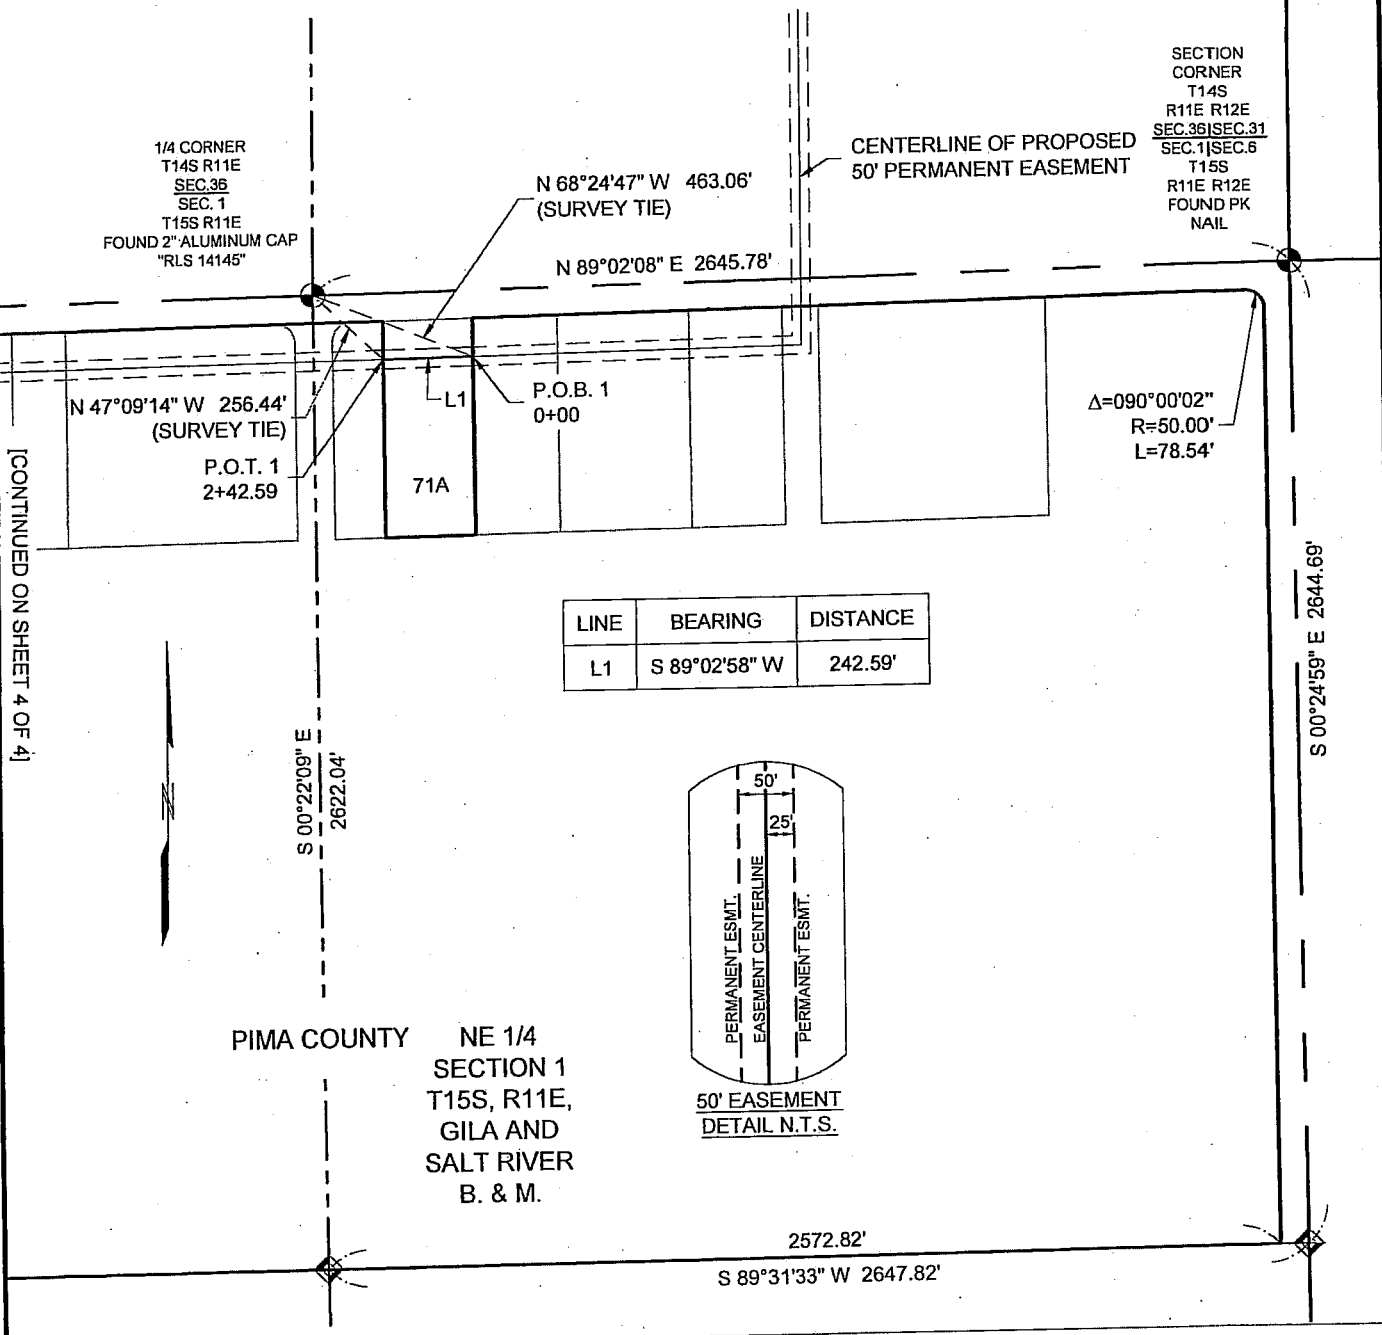 SECTION
CORNER
T14S
R11E R12E
SEC.36|SEC.31
SEC.1|SEC.6
T15S
R11E R12E
FOUND PK
NAIL
CENTERLINE OF PROPOSED
50' PERMANENT EASEMENT
1/4 CORNER
T14S R11E
SEC.36
SEC. 1
T15S R11E
FOUND 2" ALUMINUM CAP
"RLS 14145"
N 68°24'47" W 463.06'
(SURVEY TIE)
N 89°02'08" E 2645.78'
N 47°09'14" W 256.44'
(SURVEY TIE)
L1
P.O.B. 1
0+00
Δ=090°00'02"
R=50.00'
L=78.54'
P.O.T. 1
2+42.59
71A
[CONTINUED ON SHEET 4 OF 4]
LINE BEARING DISTANCE
L1 S 89°02'58" W 242.59'
S 00°24'59" E 2644.69'
S 00°22'09" E
2622.04'
N
50'
25'
PERMANENT ESMT.
EASEMENT CENTERLINE
PERMANENT ESMT.
50' EASEMENT
DETAIL N.T.S.
PIMA COUNTY
NE 1/4
SECTION 1
T15S, R11E,
GILA AND
SALT RIVER
B. & M.
2572.82'
S 89°31'33" W 2647.82'